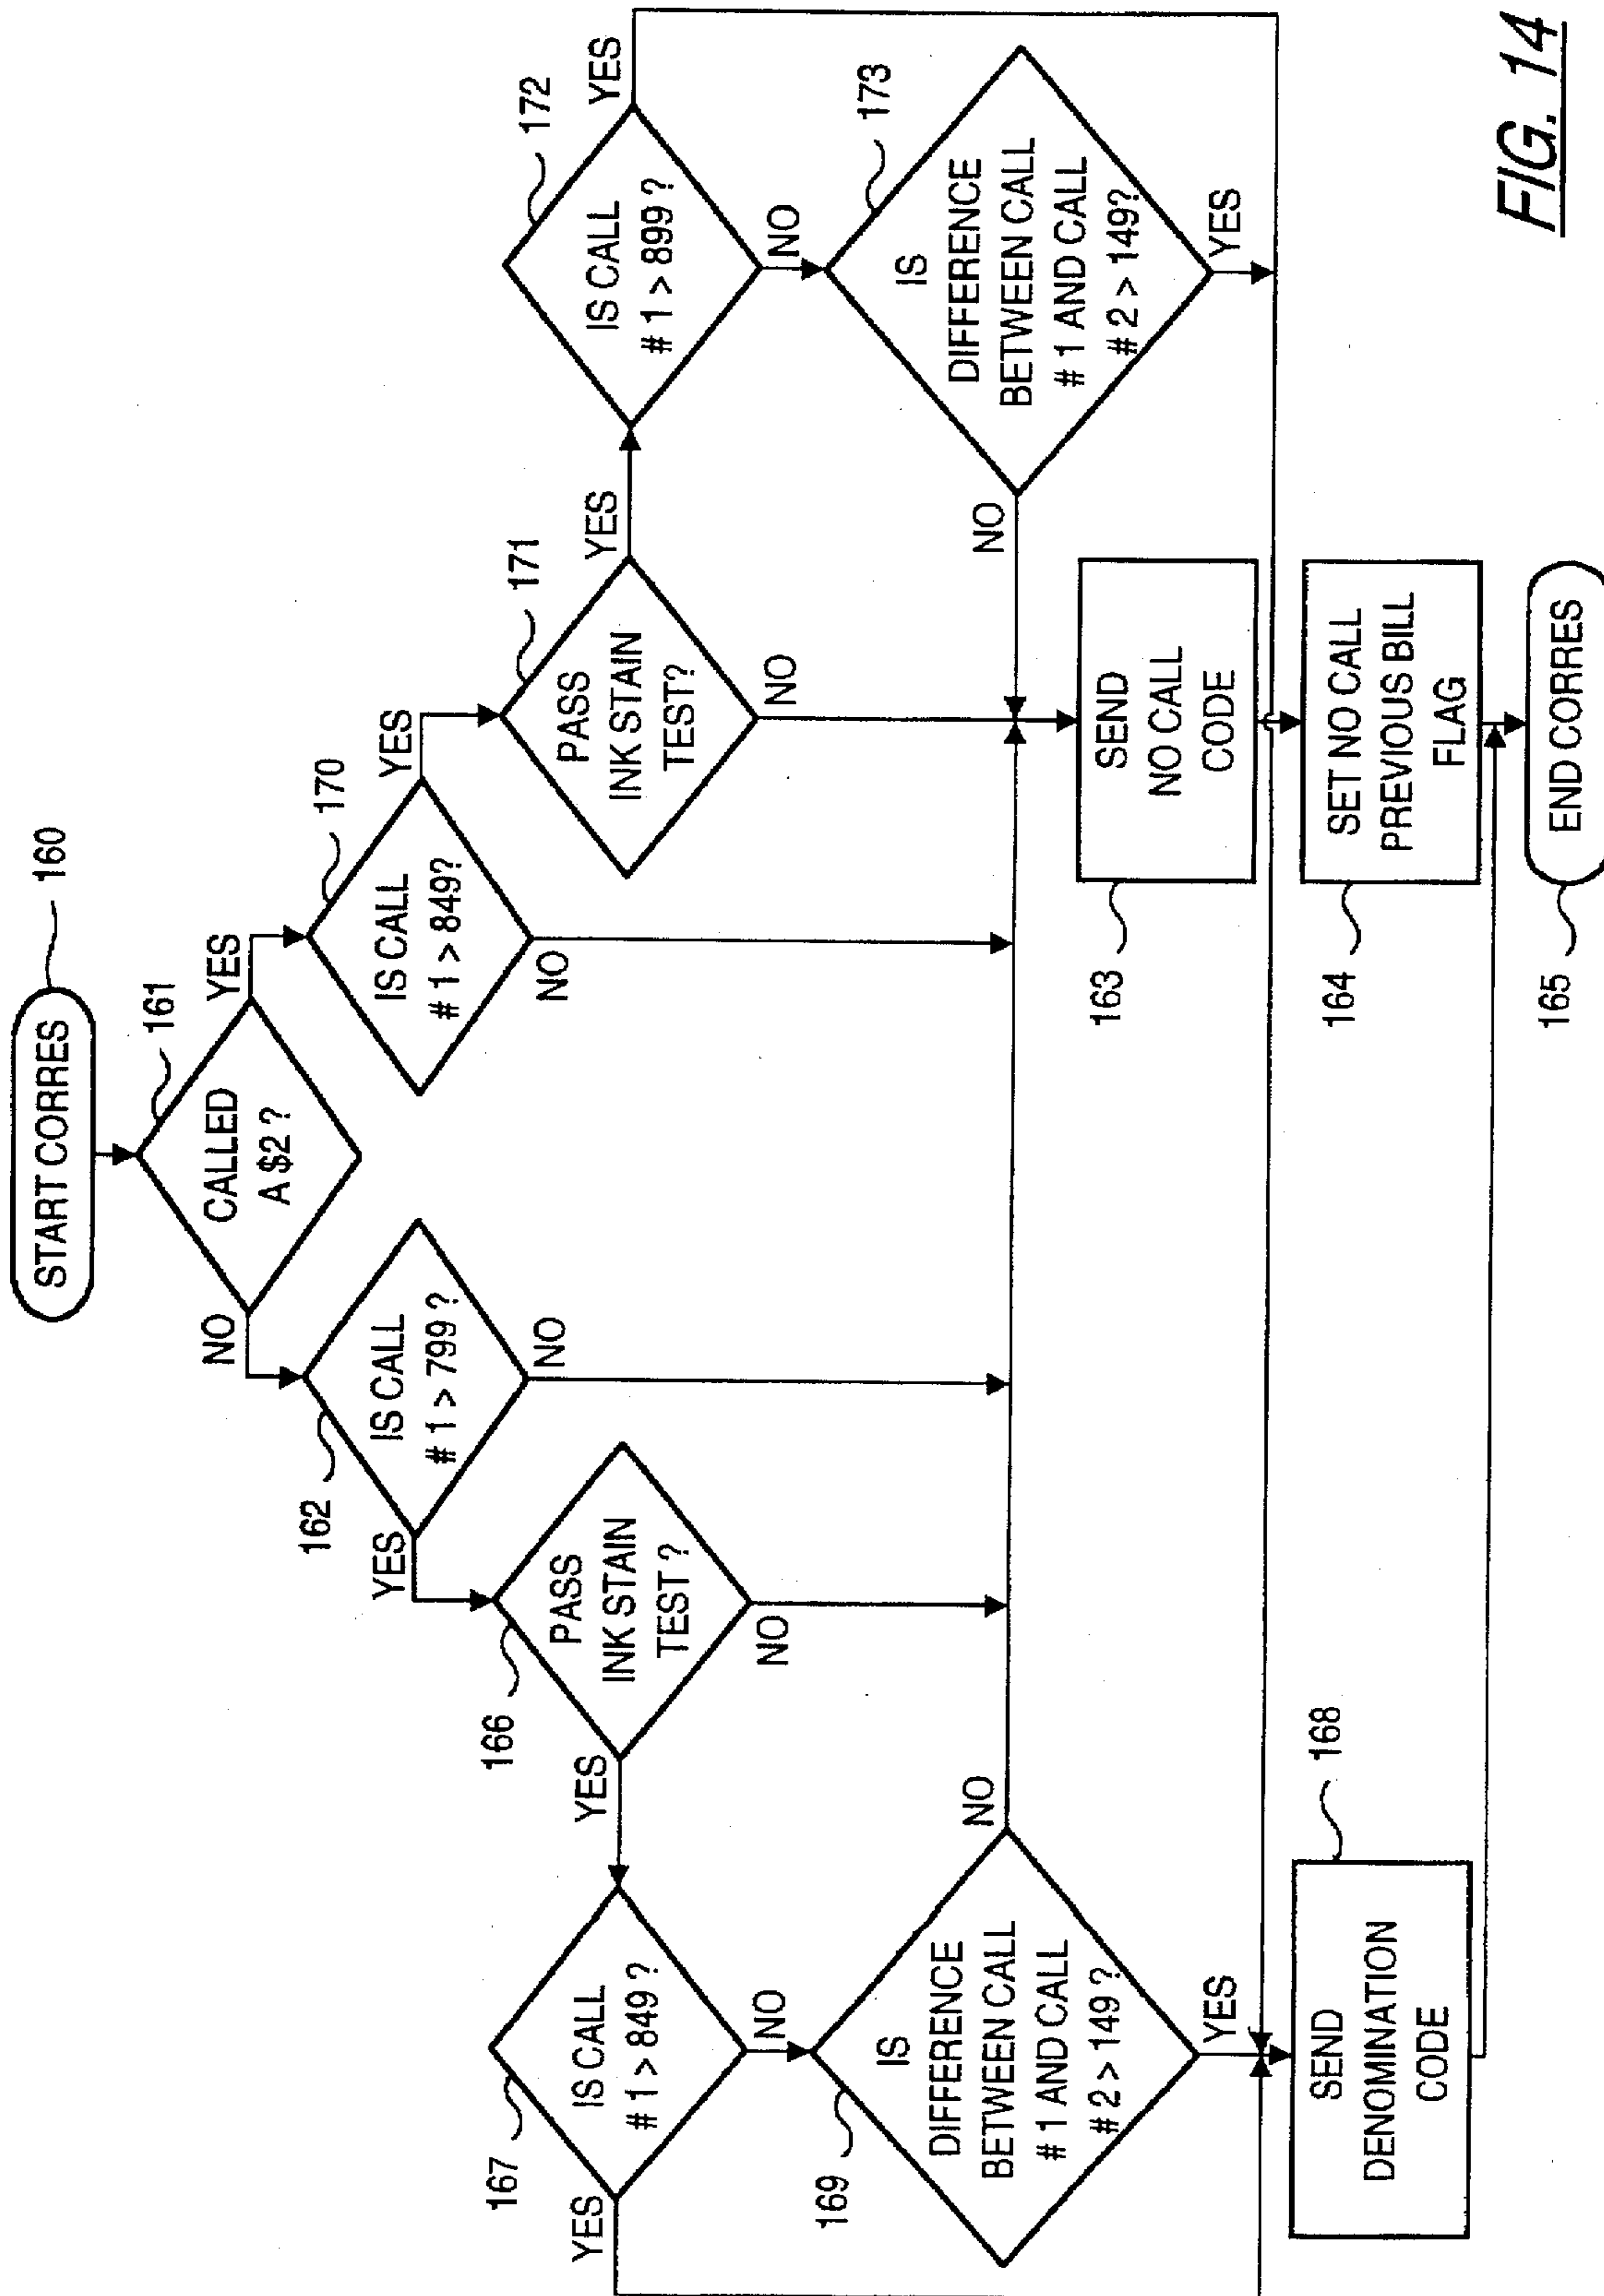 START CORRES
160
CALLED
A $2 ?
161
NO
YES
IS CALL
# 1 > 799 ?
162
YES
NO
IS CALL
# 1 > 849?
170
YES
NO
PASS
INK STAIN
TEST ?
166
YES
NO
PASS
INK STAIN
TEST?
171
YES
NO
IS CALL
# 1 > 849 ?
167
YES
NO
IS CALL
# 1 > 899 ?
172
YES
NO
IS
DIFFERENCE
BETWEEN CALL
# 1 AND CALL
# 2 > 149 ?
169
NO
YES
IS
DIFFERENCE
BETWEEN CALL
# 1 AND CALL
# 2 > 149?
173
NO
YES
SEND
NO CALL
CODE
163
SEND
DENOMINATION
CODE
168
SET NO CALL
PREVIOUS BILL
FLAG
164
END CORRES
165
FIG. 14